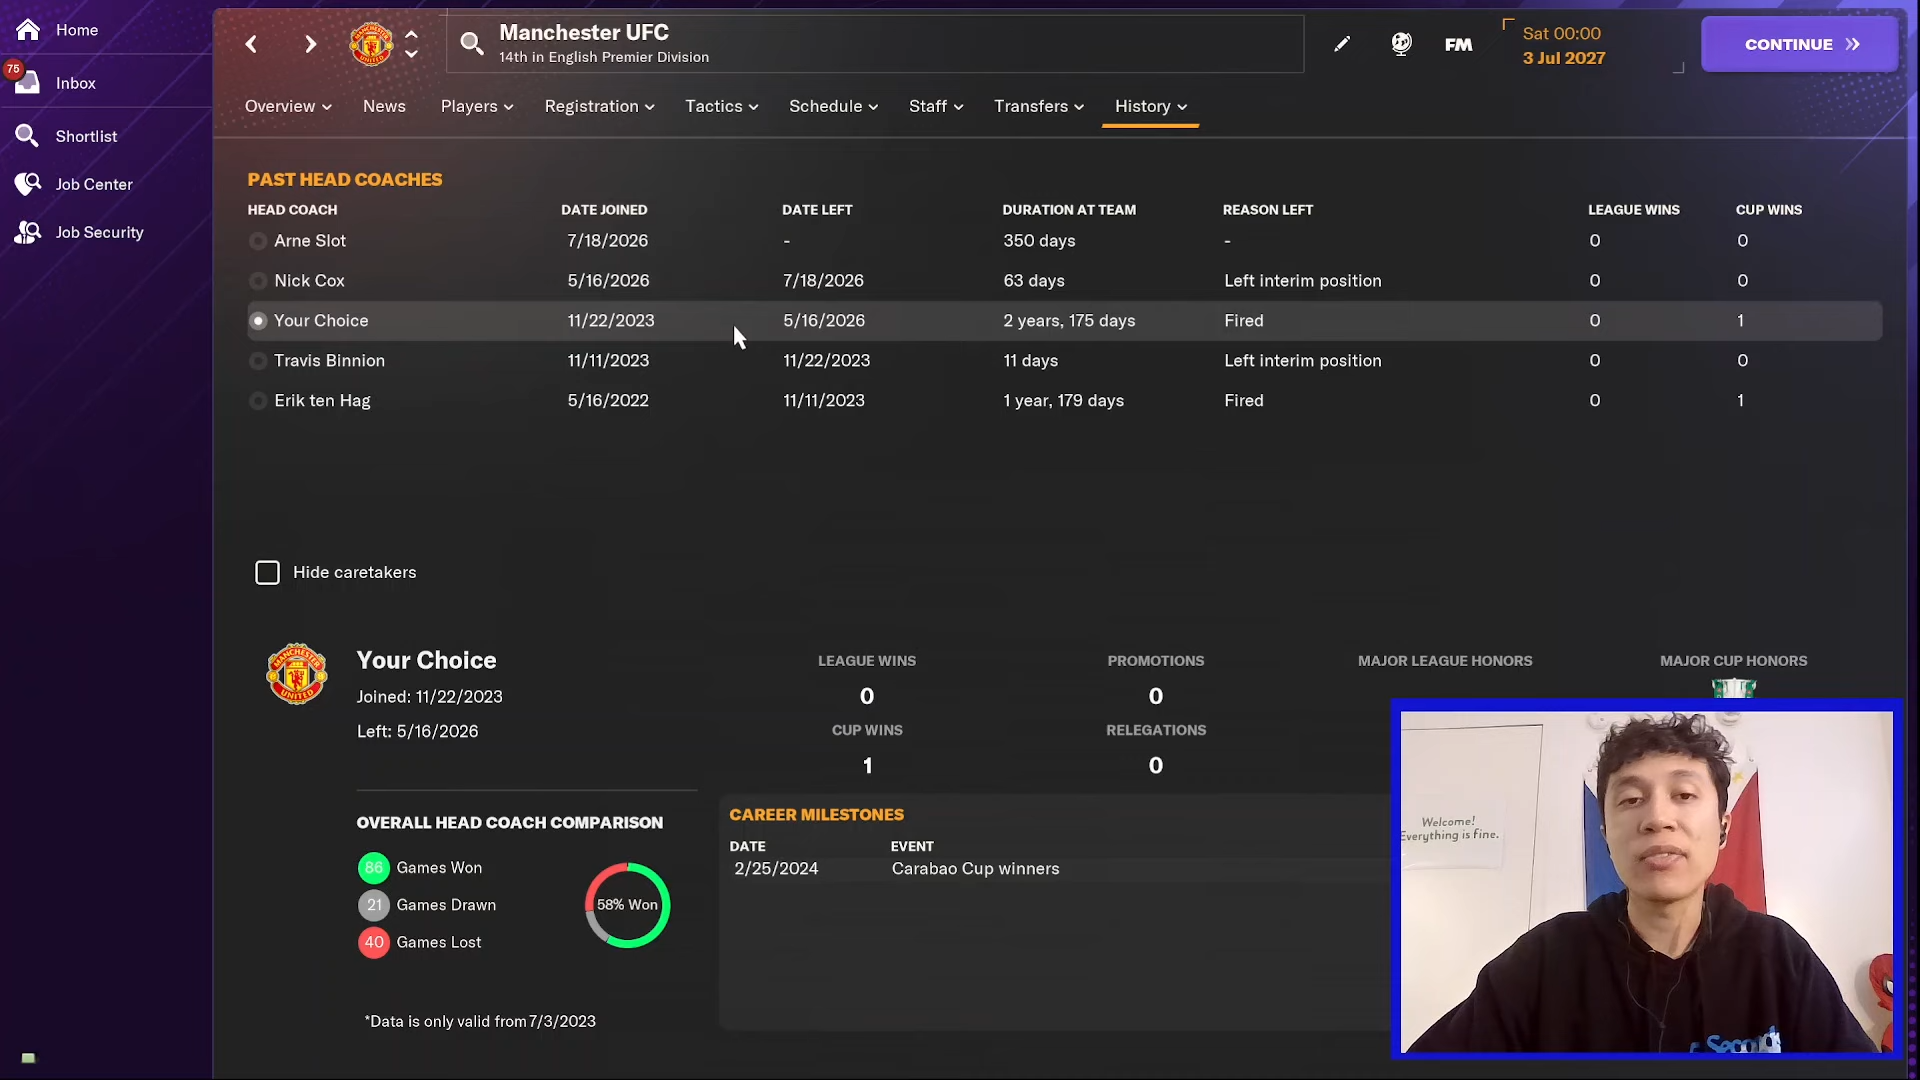 Home
75
Inbox
Shortlist
Job Center
Job Security
Manchester UFC
14th in English Premier Division
FM
Sat 00:00
3 Jul 2027
CONTINUE
Overview News Players Registration Tactics Schedule Staff Transfers History
PAST HEAD COACHES
HEAD COACH DATE JOINED DATE LEFT DURATION AT TEAM REASON LEFT LEAGUE WINS CUP WINS
Arne Slot 7/18/2026 - 350 days - 0 0
Nick Cox 5/16/2026 7/18/2026 63 days Left interim position 0 0
Your Choice 11/22/2023 5/16/2026 2 years, 175 days Fired 0 1
Travis Binnion 11/11/2023 11/22/2023 11 days Left interim position 0 0
Erik ten Hag 5/16/2022 11/11/2023 1 year, 179 days Fired 0 1
Hide caretakers
MANCHESTER
UNITED
Your Choice
Joined: 11/22/2023
Left: 5/16/2026
LEAGUE WINS PROMOTIONS MAJOR LEAGUE HONORS MAJOR CUP HONORS
0 0
CUP WINS RELEGATIONS
1 0
OVERALL HEAD COACH COMPARISON
86 Games Won
21 Games Drawn
40 Games Lost
58% Won
*Data is only valid from 7/3/2023
CAREER MILESTONES
DATE EVENT
2/25/2024 Carabao Cup winners
Welcome!
Everything is fine.